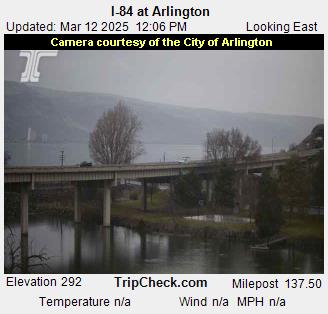 I-84 at Arlington
Updated: Mar 12 2025 12:06 PM Looking East
Camera courtesy of the City of Arlington
Elevation 292 TripCheck.com Milepost 137.50
Temperature n/a Wind n/a MPH n/a